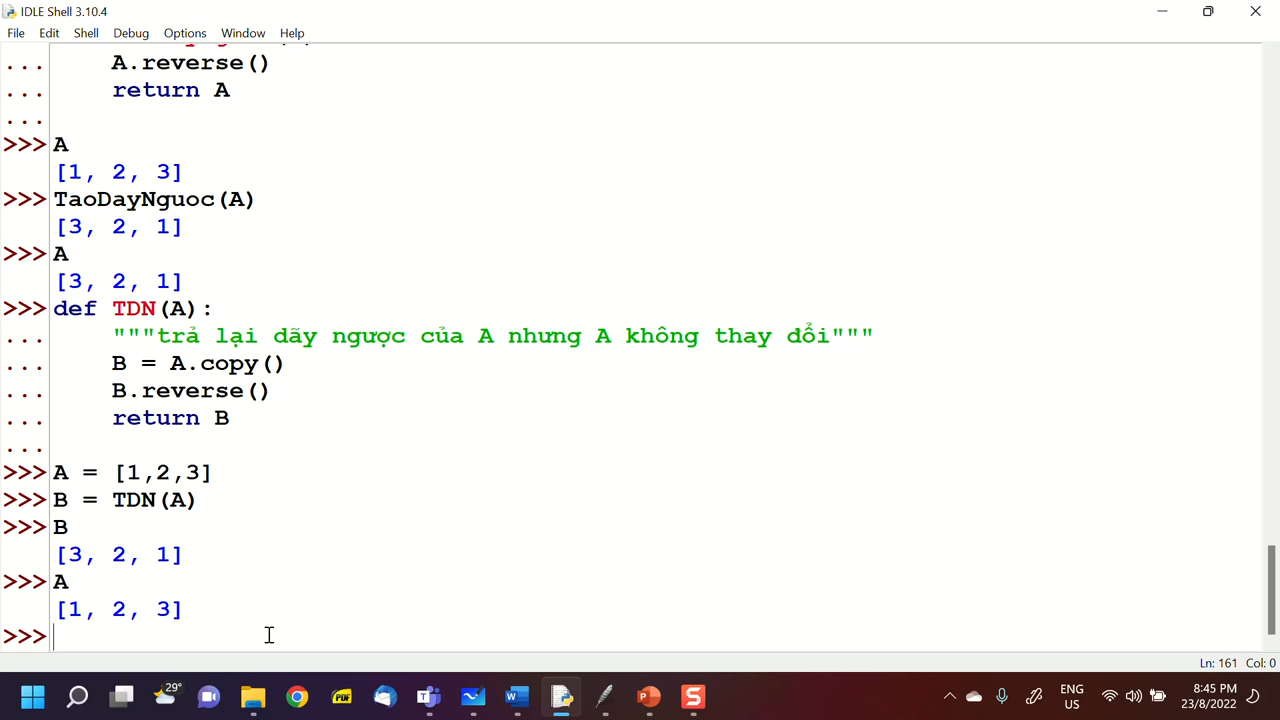 IDLE Shell 3.10.4
File Edit Shell Debug Options Window Help
... A.reverse()
... return A
...
>>> A
[1, 2, 3]
>>> TaoDayNguoc(A)
[3, 2, 1]
>>> A
[3, 2, 1]
>>> def TDN(A):
... """trả lại dãy ngược của A nhưng A không thay đổi"""
... B = A.copy()
... B.reverse()
... return B
...
>>> A = [1,2,3]
>>> B = TDN(A)
>>> B
[3, 2, 1]
>>> A
[1, 2, 3]
>>>
Ln: 161 Col: 0
29°
PDF
ENG
US
8:45 PM
23/8/2022